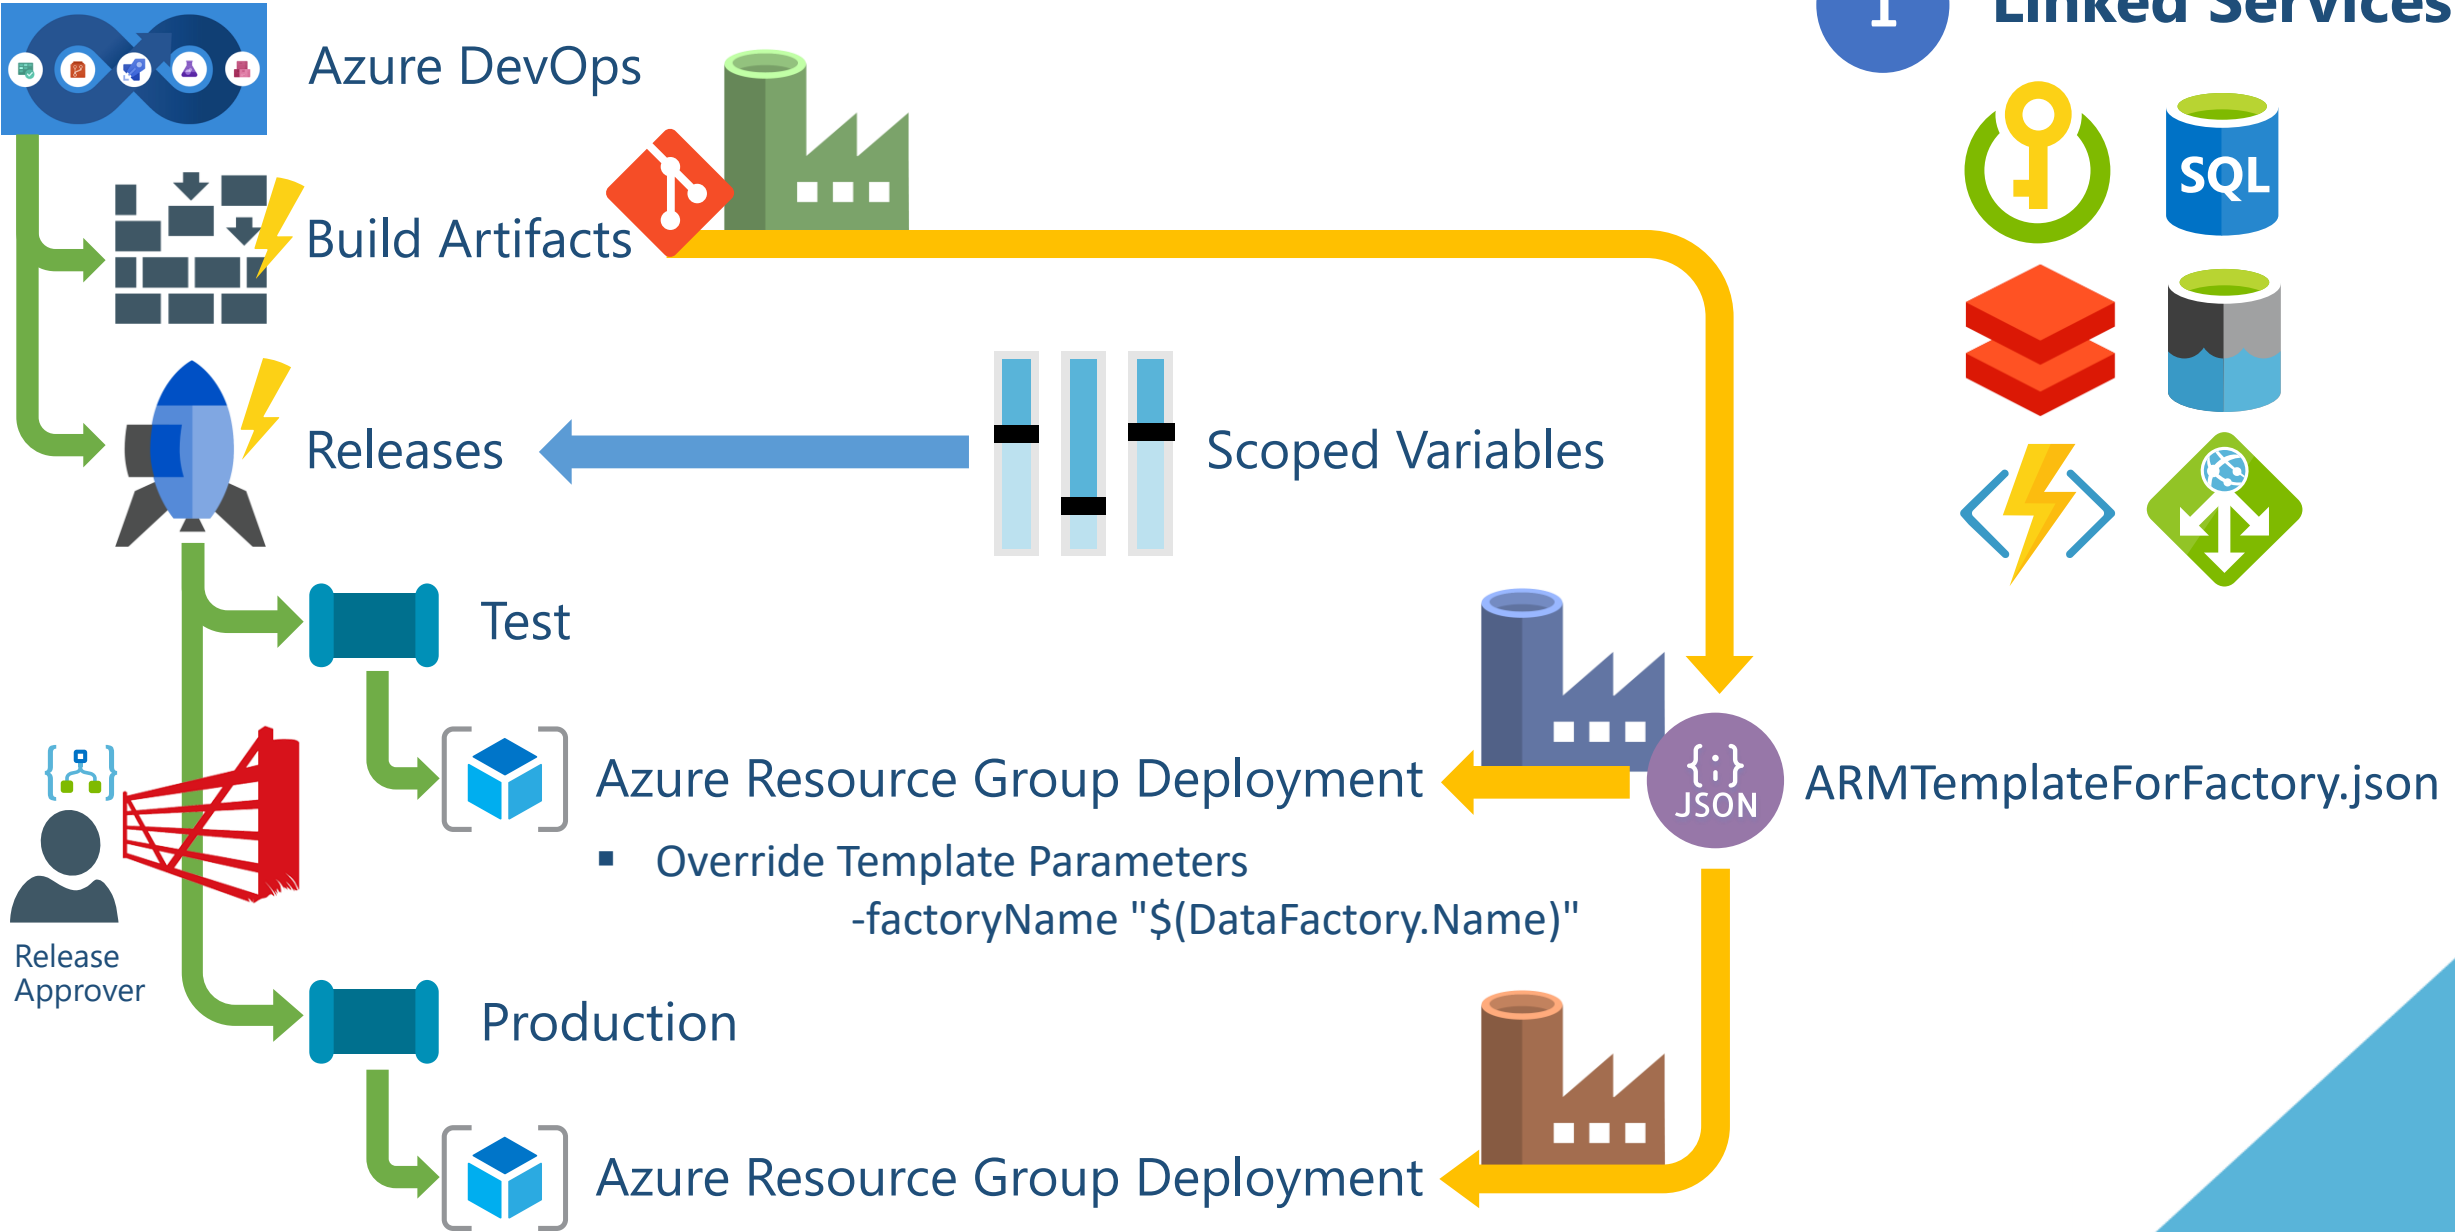 1
Linked Services
Azure DevOps
SQL
Build Artifacts
Releases
Scoped Variables
Test
Azure Resource Group Deployment
{:}
JSON
ARMTemplateForFactory.json
▪ Override Template Parameters
-factoryName "$(DataFactory.Name)"
Release
Approver
Production
Azure Resource Group Deployment